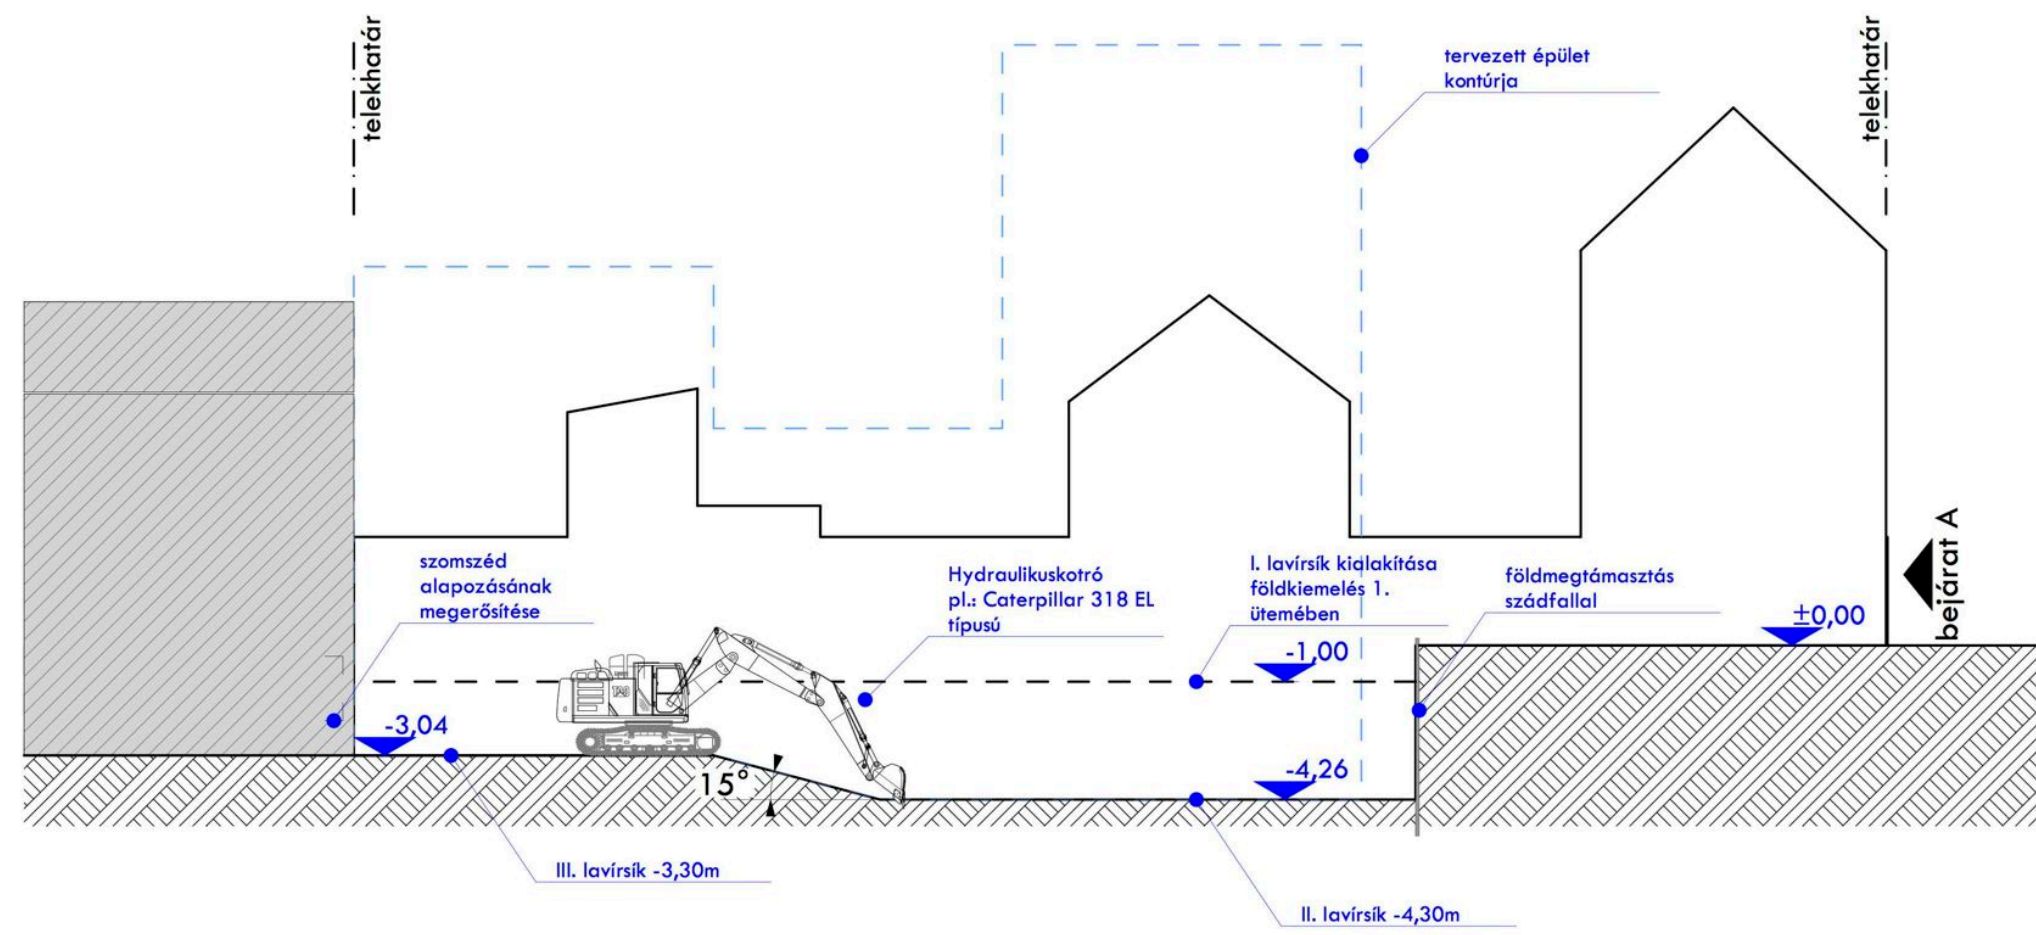 telekhatár
telekhatár
tervezett épület
kontúrja
szomszéd
alapozásának
megerősítése
Hydraulikuskotró
pl.: Caterpillar 318 EL
típusú
I. lavírsík kialakítása
földkiemelés 1.
ütemében
földmegtámasztás
szádfallal
bejárat A
±0,00
-1,00
-3,04
-4,26
15°
III. lavírsík -3,30m
II. lavírsík -4,30m